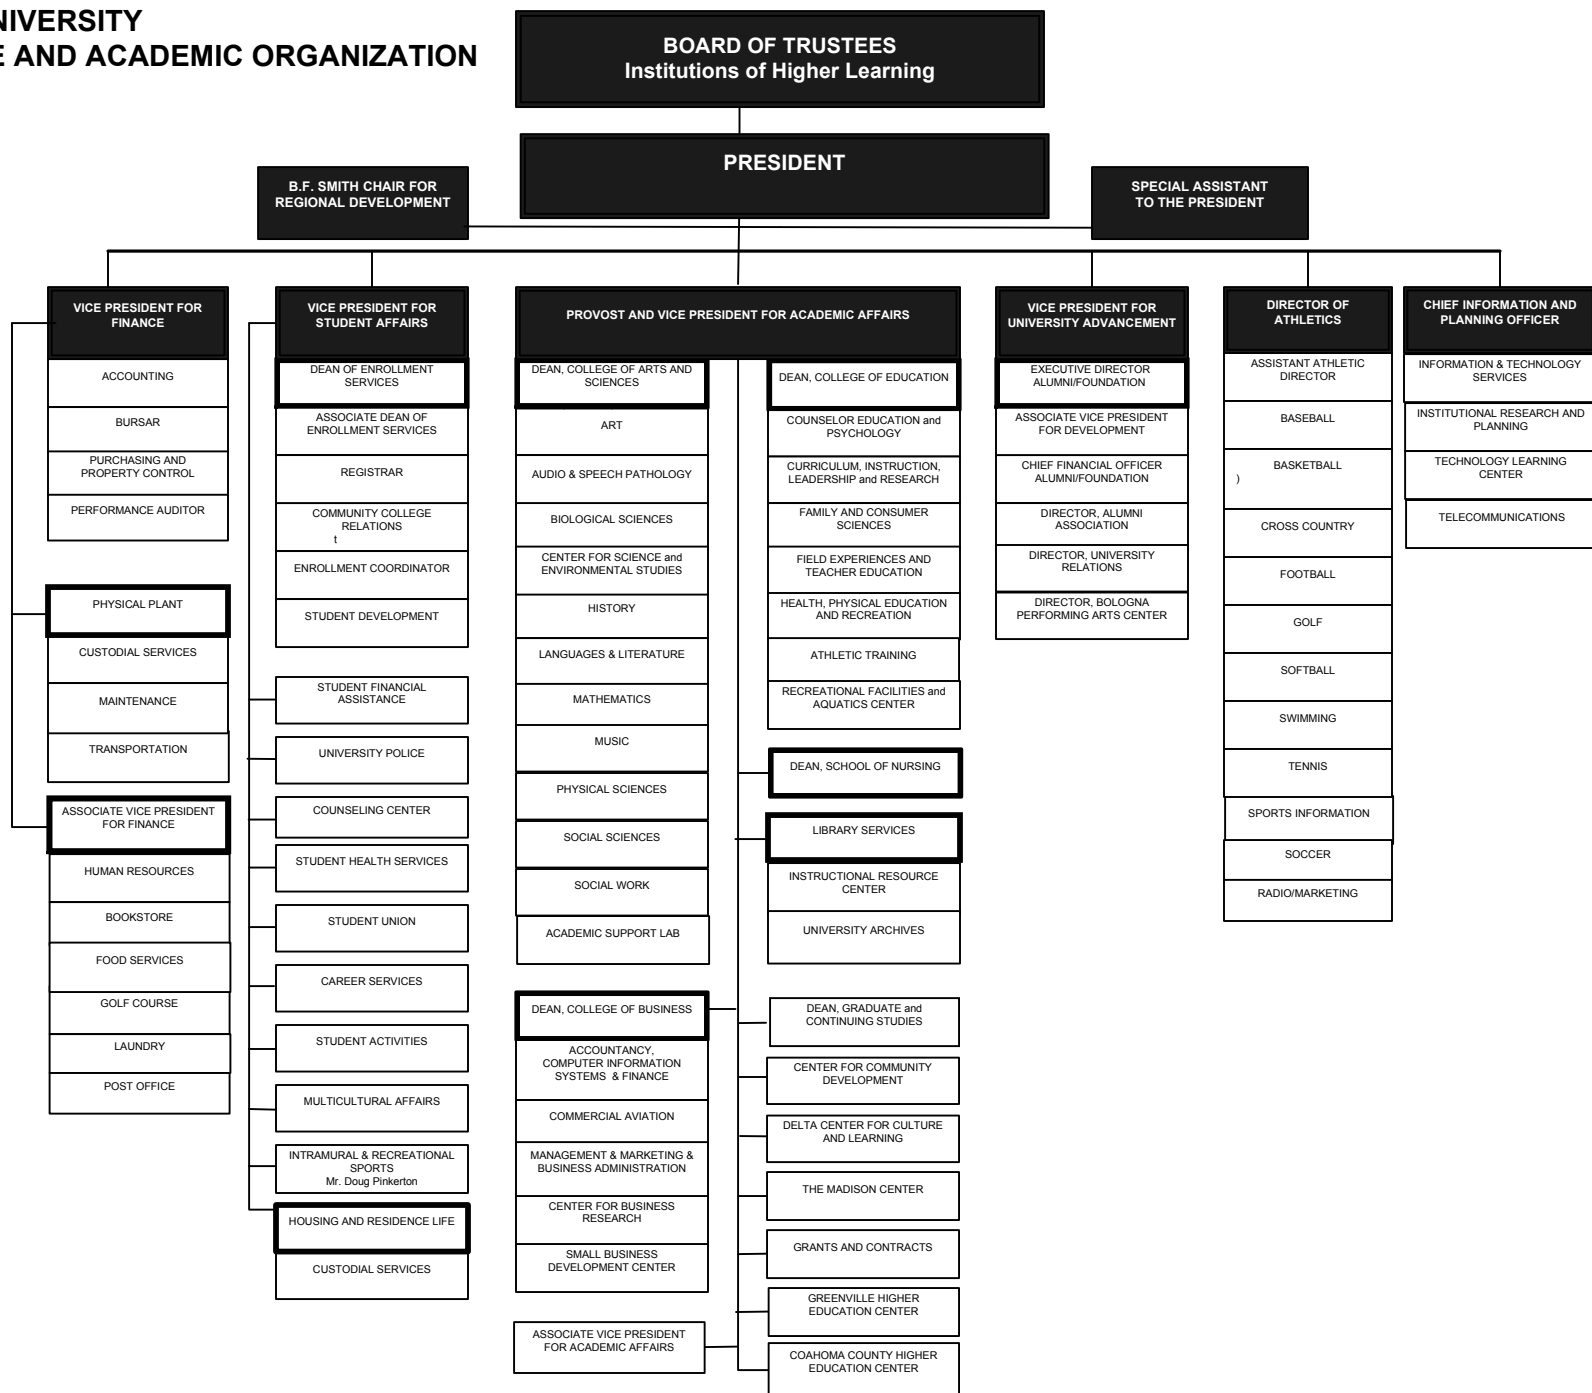 NIVERSITY
E AND ACADEMIC ORGANIZATION
BOARD OF TRUSTEES
Institutions of Higher Learning
PRESIDENT
B.F. SMITH CHAIR FOR
REGIONAL DEVELOPMENT
SPECIAL ASSISTANT
TO THE PRESIDENT
VICE PRESIDENT FOR
FINANCE
ACCOUNTING
BURSAR
PURCHASING AND
PROPERTY CONTROL
PERFORMANCE AUDITOR
PHYSICAL PLANT
CUSTODIAL SERVICES
MAINTENANCE
TRANSPORTATION
ASSOCIATE VICE PRESIDENT
FOR FINANCE
HUMAN RESOURCES
BOOKSTORE
FOOD SERVICES
GOLF COURSE
LAUNDRY
POST OFFICE
VICE PRESIDENT FOR
STUDENT AFFAIRS
DEAN OF ENROLLMENT
SERVICES
ASSOCIATE DEAN OF
ENROLLMENT SERVICES
REGISTRAR
COMMUNITY COLLEGE
RELATIONS
t
ENROLLMENT COORDINATOR
STUDENT DEVELOPMENT
STUDENT FINANCIAL
ASSISTANCE
UNIVERSITY POLICE
COUNSELING CENTER
STUDENT HEALTH SERVICES
STUDENT UNION
CAREER SERVICES
STUDENT ACTIVITIES
MULTICULTURAL AFFAIRS
INTRAMURAL & RECREATIONAL
SPORTS
Mr. Doug Pinkerton
HOUSING AND RESIDENCE LIFE
CUSTODIAL SERVICES
PROVOST AND VICE PRESIDENT FOR ACADEMIC AFFAIRS
DEAN, COLLEGE OF ARTS AND
SCIENCES
ART
AUDIO & SPEECH PATHOLOGY
BIOLOGICAL SCIENCES
CENTER FOR SCIENCE and
ENVIRONMENTAL STUDIES
HISTORY
LANGUAGES & LITERATURE
MATHEMATICS
MUSIC
PHYSICAL SCIENCES
SOCIAL SCIENCES
SOCIAL WORK
ACADEMIC SUPPORT LAB
DEAN, COLLEGE OF BUSINESS
ACCOUNTANCY,
COMPUTER INFORMATION
SYSTEMS & FINANCE
COMMERCIAL AVIATION
MANAGEMENT & MARKETING &
BUSINESS ADMINISTRATION
CENTER FOR BUSINESS
RESEARCH
SMALL BUSINESS
DEVELOPMENT CENTER
ASSOCIATE VICE PRESIDENT
FOR ACADEMIC AFFAIRS
DEAN, COLLEGE OF EDUCATION
COUNSELOR EDUCATION and
PSYCHOLOGY
CURRICULUM, INSTRUCTION,
LEADERSHIP and RESEARCH
FAMILY AND CONSUMER
SCIENCES
FIELD EXPERIENCES AND
TEACHER EDUCATION
HEALTH, PHYSICAL EDUCATION
AND RECREATION
ATHLETIC TRAINING
RECREATIONAL FACILITIES and
AQUATICS CENTER
DEAN, SCHOOL OF NURSING
LIBRARY SERVICES
INSTRUCTIONAL RESOURCE
CENTER
UNIVERSITY ARCHIVES
DEAN, GRADUATE and
CONTINUING STUDIES
CENTER FOR COMMUNITY
DEVELOPMENT
DELTA CENTER FOR CULTURE
AND LEARNING
THE MADISON CENTER
GRANTS AND CONTRACTS
GREENVILLE HIGHER
EDUCATION CENTER
COAHOMA COUNTY HIGHER
EDUCATION CENTER
VICE PRESIDENT FOR
UNIVERSITY ADVANCEMENT
EXECUTIVE DIRECTOR
ALUMNI/FOUNDATION
ASSOCIATE VICE PRESIDENT
FOR DEVELOPMENT
CHIEF FINANCIAL OFFICER
ALUMNI/FOUNDATION
DIRECTOR, ALUMNI
ASSOCIATION
DIRECTOR, UNIVERSITY
RELATIONS
DIRECTOR, BOLOGNA
PERFORMING ARTS CENTER
DIRECTOR OF
ATHLETICS
ASSISTANT ATHLETIC
DIRECTOR
BASEBALL
BASKETBALL
)
CROSS COUNTRY
FOOTBALL
GOLF
SOFTBALL
SWIMMING
TENNIS
SPORTS INFORMATION
SOCCER
RADIO/MARKETING
CHIEF INFORMATION AND
PLANNING OFFICER
INFORMATION & TECHNOLOGY
SERVICES
INSTITUTIONAL RESEARCH AND
PLANNING
TECHNOLOGY LEARNING
CENTER
TELECOMMUNICATIONS